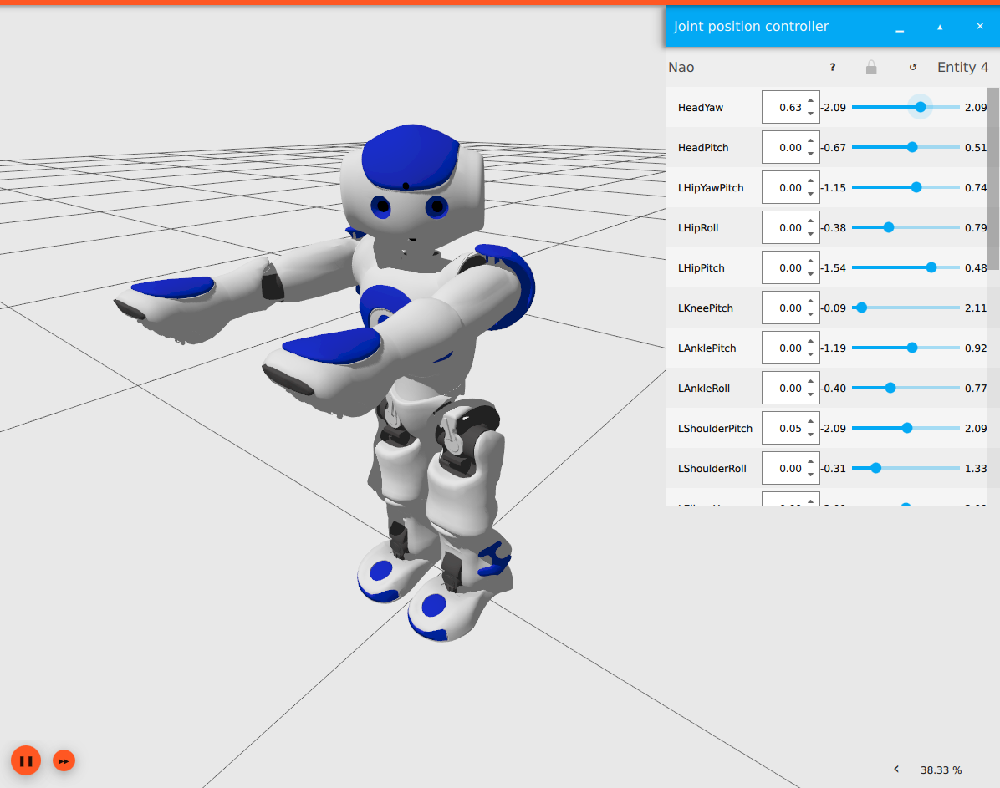 Joint position controller
Nao ? Entity 4
HeadYaw 0.63 -2.09 2.09
HeadPitch 0.00 -0.67 0.51
LHipYawPitch 0.00 -1.15 0.74
LHipRoll 0.00 -0.38 0.79
LHipPitch 0.00 -1.54 0.48
LKneePitch 0.00 -0.09 2.11
LAnklePitch 0.00 -1.19 0.92
LAnkleRoll 0.00 -0.40 0.77
LShoulderPitch 0.05 -2.09 2.09
LShoulderRoll 0.00 -0.31 1.33
38.33 %